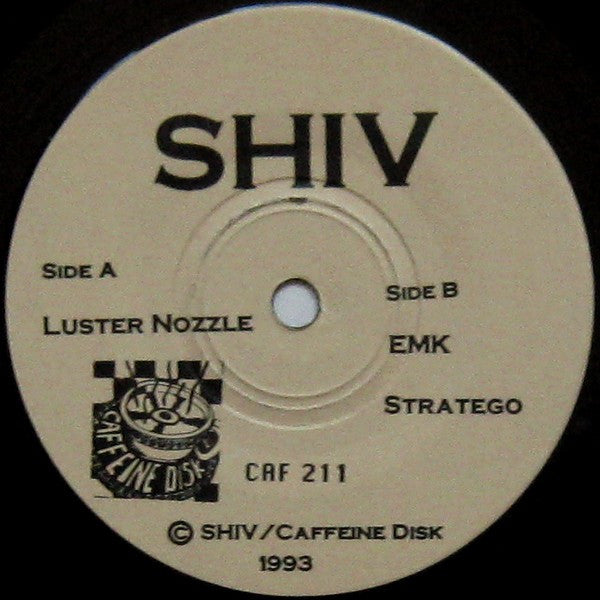 SHIV
SIDE A
LUSTER NOZZLE
SIDE B
EMK
STRATEGO
CAFFEINE DISK
CAF 211
© SHIV/CAFFEINE DISK
1993